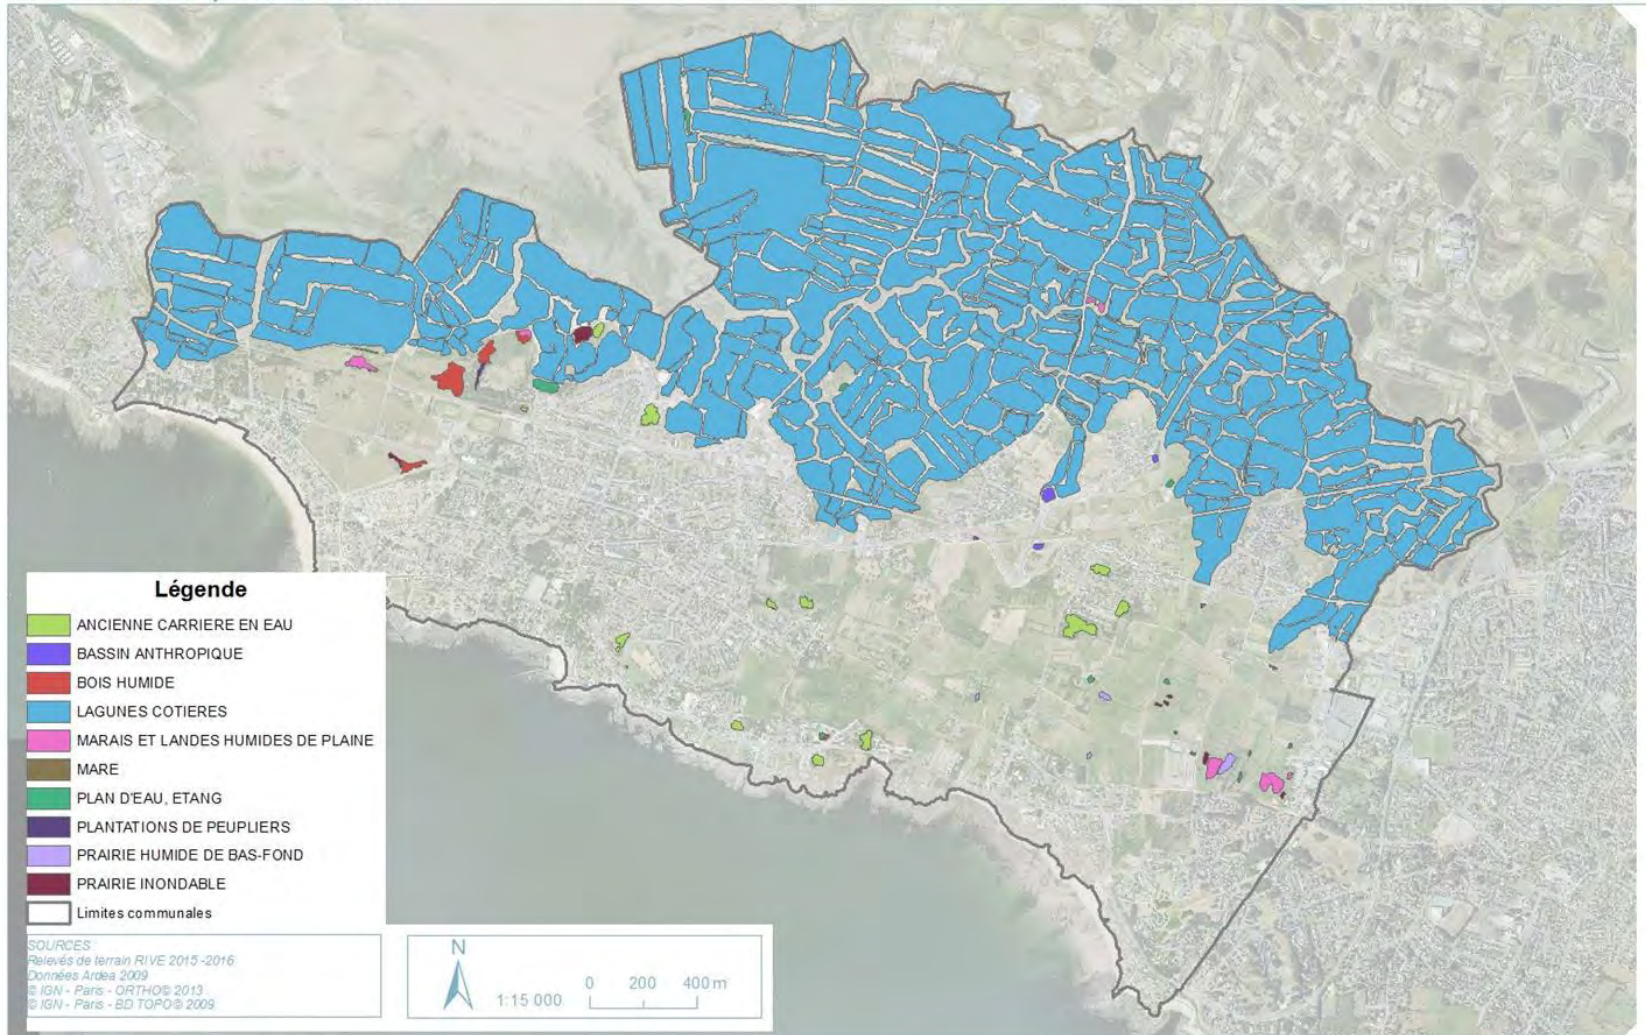 Légende
ANCIENNE CARRIERE EN EAU
BASSIN ANTHROPIQUE
BOIS HUMIDE
LAGUNES COTIERES
MARAIS ET LANDES HUMIDES DE PLAINE
MARE
PLAN D'EAU, ETANG
PLANTATIONS DE PEUPLIERS
PRAIRIE HUMIDE DE BAS-FOND
PRAIRIE INONDABLE
Limites communales
SOURCES :
Relevés de terrain RIVE 2015 -2016
Données Ardea 2009
© IGN - Paris - ORTHO© 2013
© IGN - Paris - BD TOPO© 2009
N
1:15 000
0 200 400 m